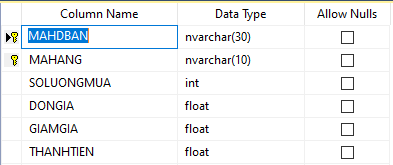 Column Name Data Type Allow Nulls
MAHDBAN nvarchar(30)
MAHANG nvarchar(10)
SOLUONGMUA int
DONGIA float
GIAMGIA float
THANHTIEN float